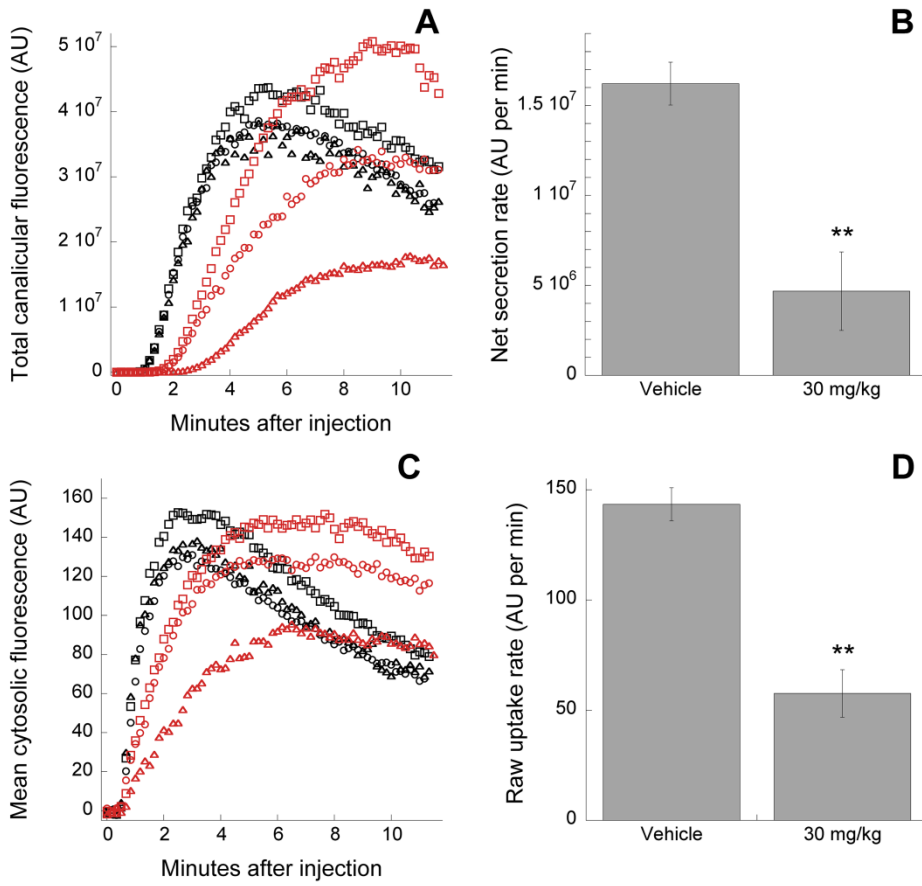 A
Total canalicular fluorescence (AU)
5 10⁷
4 10⁷
3 10⁷
2 10⁷
1 10⁷
0
0 2 4 6 8 10
Minutes after injection
B
Net secretion rate (AU per min)
1.5 10⁷
1 10⁷
5 10⁶
0
**
Vehicle 30 mg/kg
C
Mean cytosolic fluorescence (AU)
160
140
120
100
80
60
40
20
0
0 2 4 6 8 10
Minutes after injection
D
Raw uptake rate (AU per min)
150
100
50
0
**
Vehicle 30 mg/kg